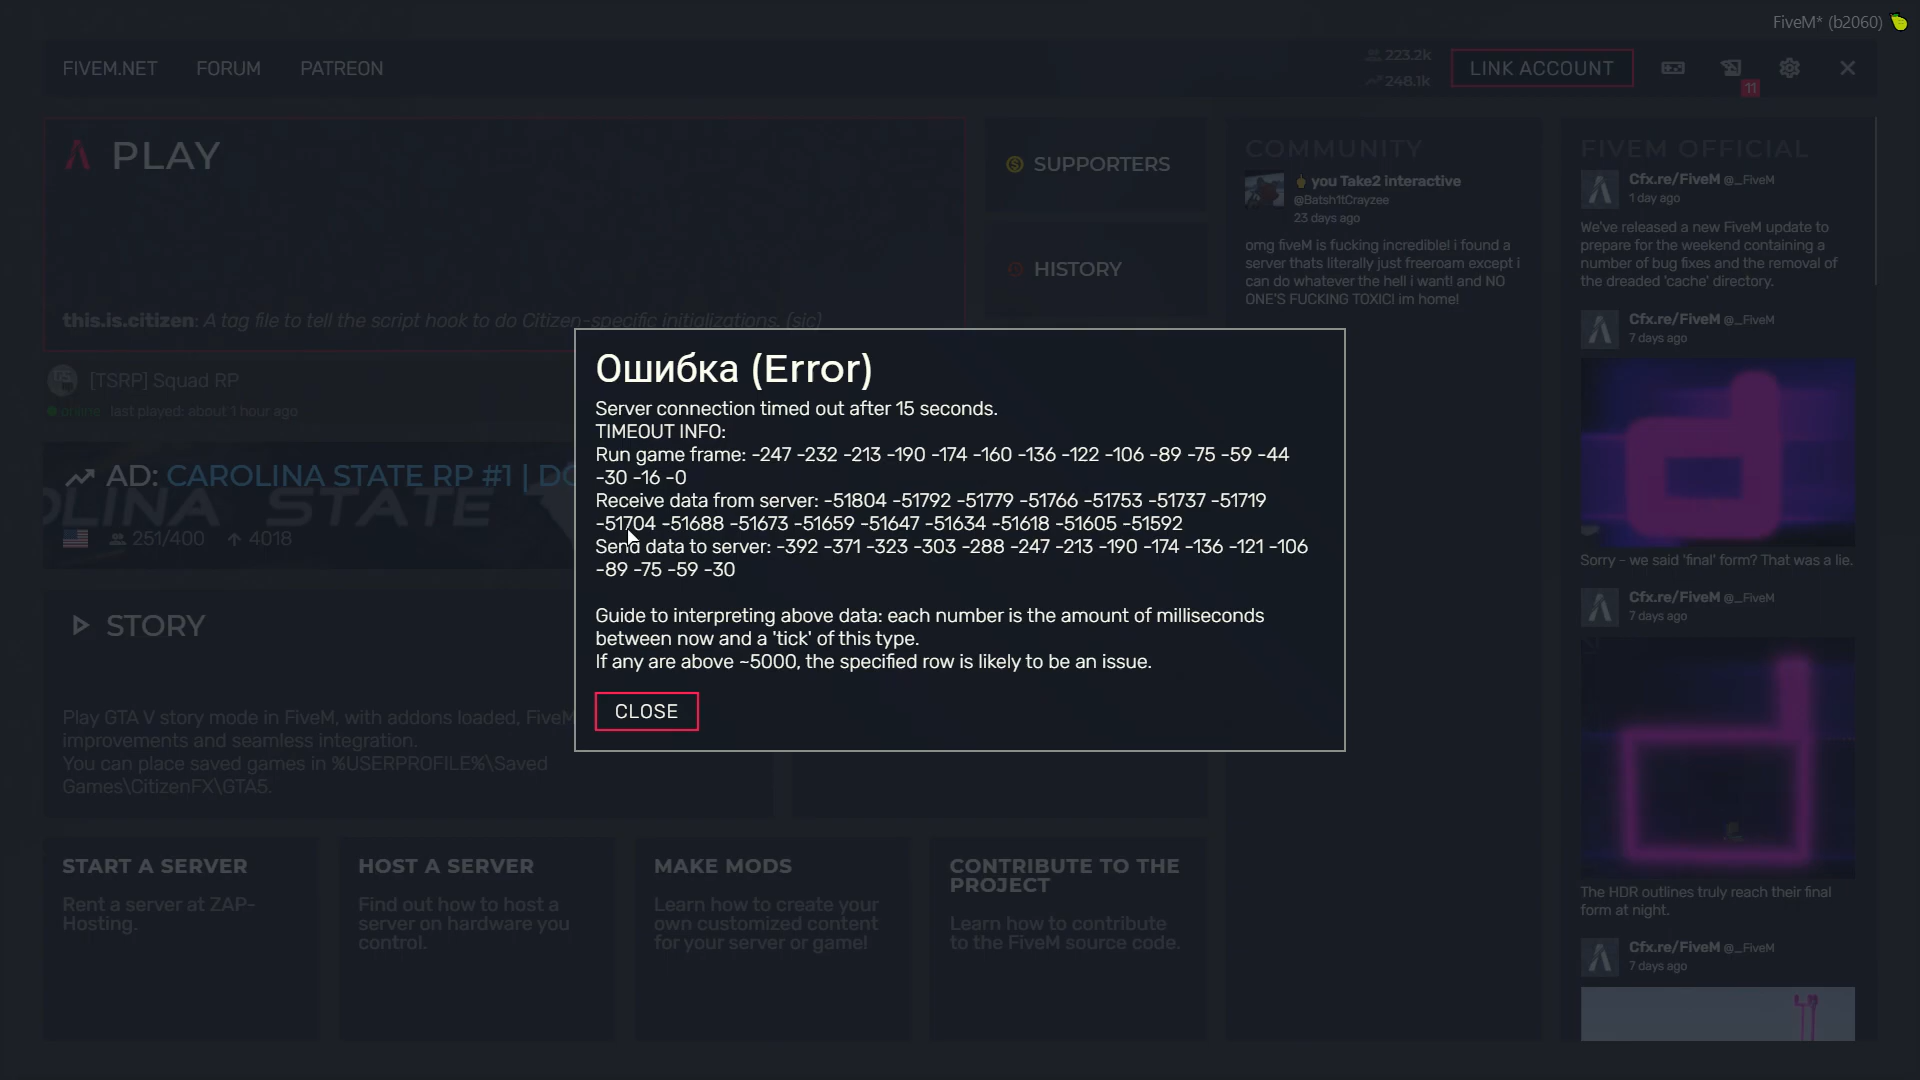 FiveM* (b2060)
FIVEM.NET FORUM PATREON
223.2k
248.1k
LINK ACCOUNT
11
PLAY
this.is.citizen: A tag file to tell the script hook to do Citizen-specific initializations. (sic)
[TSRP] Squad RP
online last played: about 1 hour ago
AD: CAROLINA STATE RP #1 | DO
OLINA STATE
251/400 4018
STORY
Play GTA V story mode in FiveM, with addons loaded, FiveM
improvements and seamless integration.
You can place saved games in %USERPROFILE%\Saved
Games\CitizenFX\GTA5.
SUPPORTERS
HISTORY
Ошибка (Error)
Server connection timed out after 15 seconds.
TIMEOUT INFO:
Run game frame: -247 -232 -213 -190 -174 -160 -136 -122 -106 -89 -75 -59 -44
-30 -16 -0
Receive data from server: -51804 -51792 -51779 -51766 -51753 -51737 -51719
-51704 -51688 -51673 -51659 -51647 -51634 -51618 -51605 -51592
Send data to server: -392 -371 -323 -303 -288 -247 -213 -190 -174 -136 -121 -106
-89 -75 -59 -30
Guide to interpreting above data: each number is the amount of milliseconds
between now and a 'tick' of this type.
If any are above ~5000, the specified row is likely to be an issue.
CLOSE
START A SERVER
Rent a server at ZAP-
Hosting.
HOST A SERVER
Find out how to host a
server on hardware you
control.
MAKE MODS
Learn how to create your
own customized content
for your server or game!
CONTRIBUTE TO THE
PROJECT
Learn how to contribute
to the FiveM source code.
COMMUNITY
you Take2 interactive
@Batsh1tCrayzee
23 days ago
omg fiveM is fucking incredible! i found a
server thats literally just freeroam except i
can do whatever the hell i want! and NO
ONE'S FUCKING TOXIC! im home!
FIVEM OFFICIAL
Cfx.re/FiveM @_FiveM
1 day ago
We've released a new FiveM update to
prepare for the weekend containing a
number of bug fixes and the removal of
the dreaded 'cache' directory.
Cfx.re/FiveM @_FiveM
7 days ago
Sorry - we said 'final' form? That was a lie.
Cfx.re/FiveM @_FiveM
7 days ago
The HDR outlines truly reach their final
form at night.
Cfx.re/FiveM @_FiveM
7 days ago